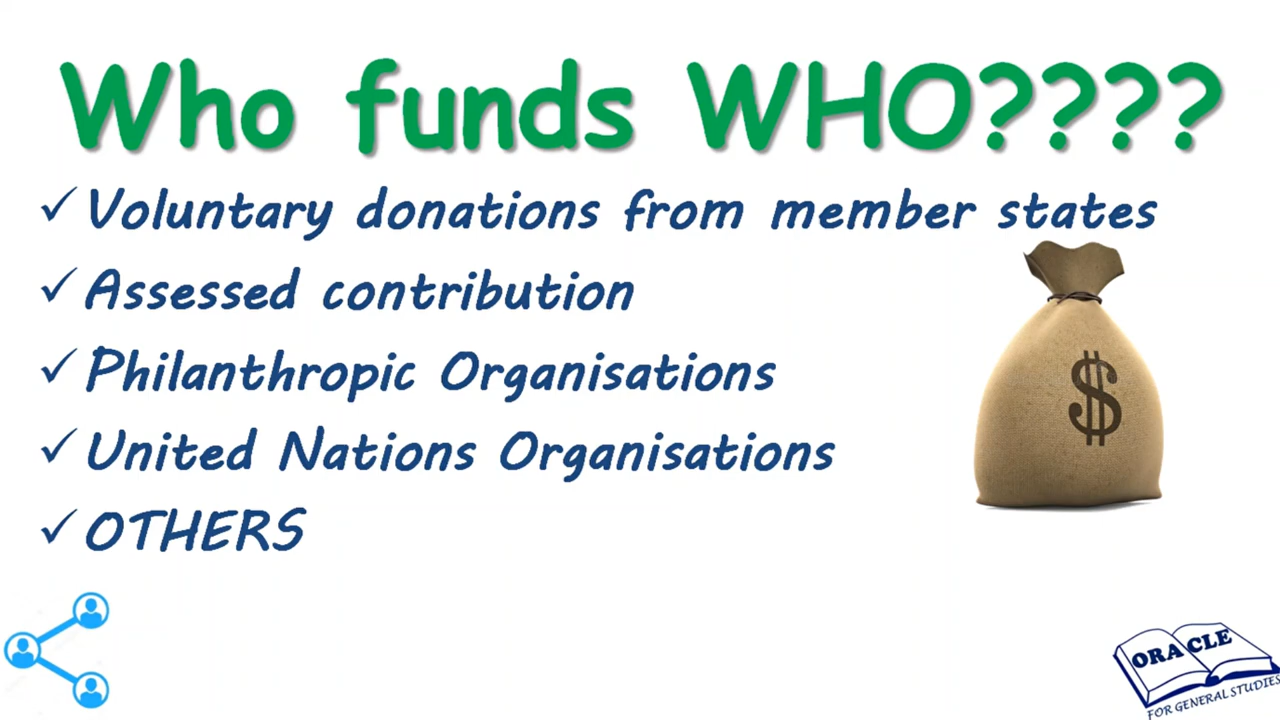 Who funds WHO????
Voluntary donations from member states
Assessed contribution
Philanthropic Organisations
United Nations Organisations
OTHERS
$
ORACLE
FOR GENERAL STUDIES